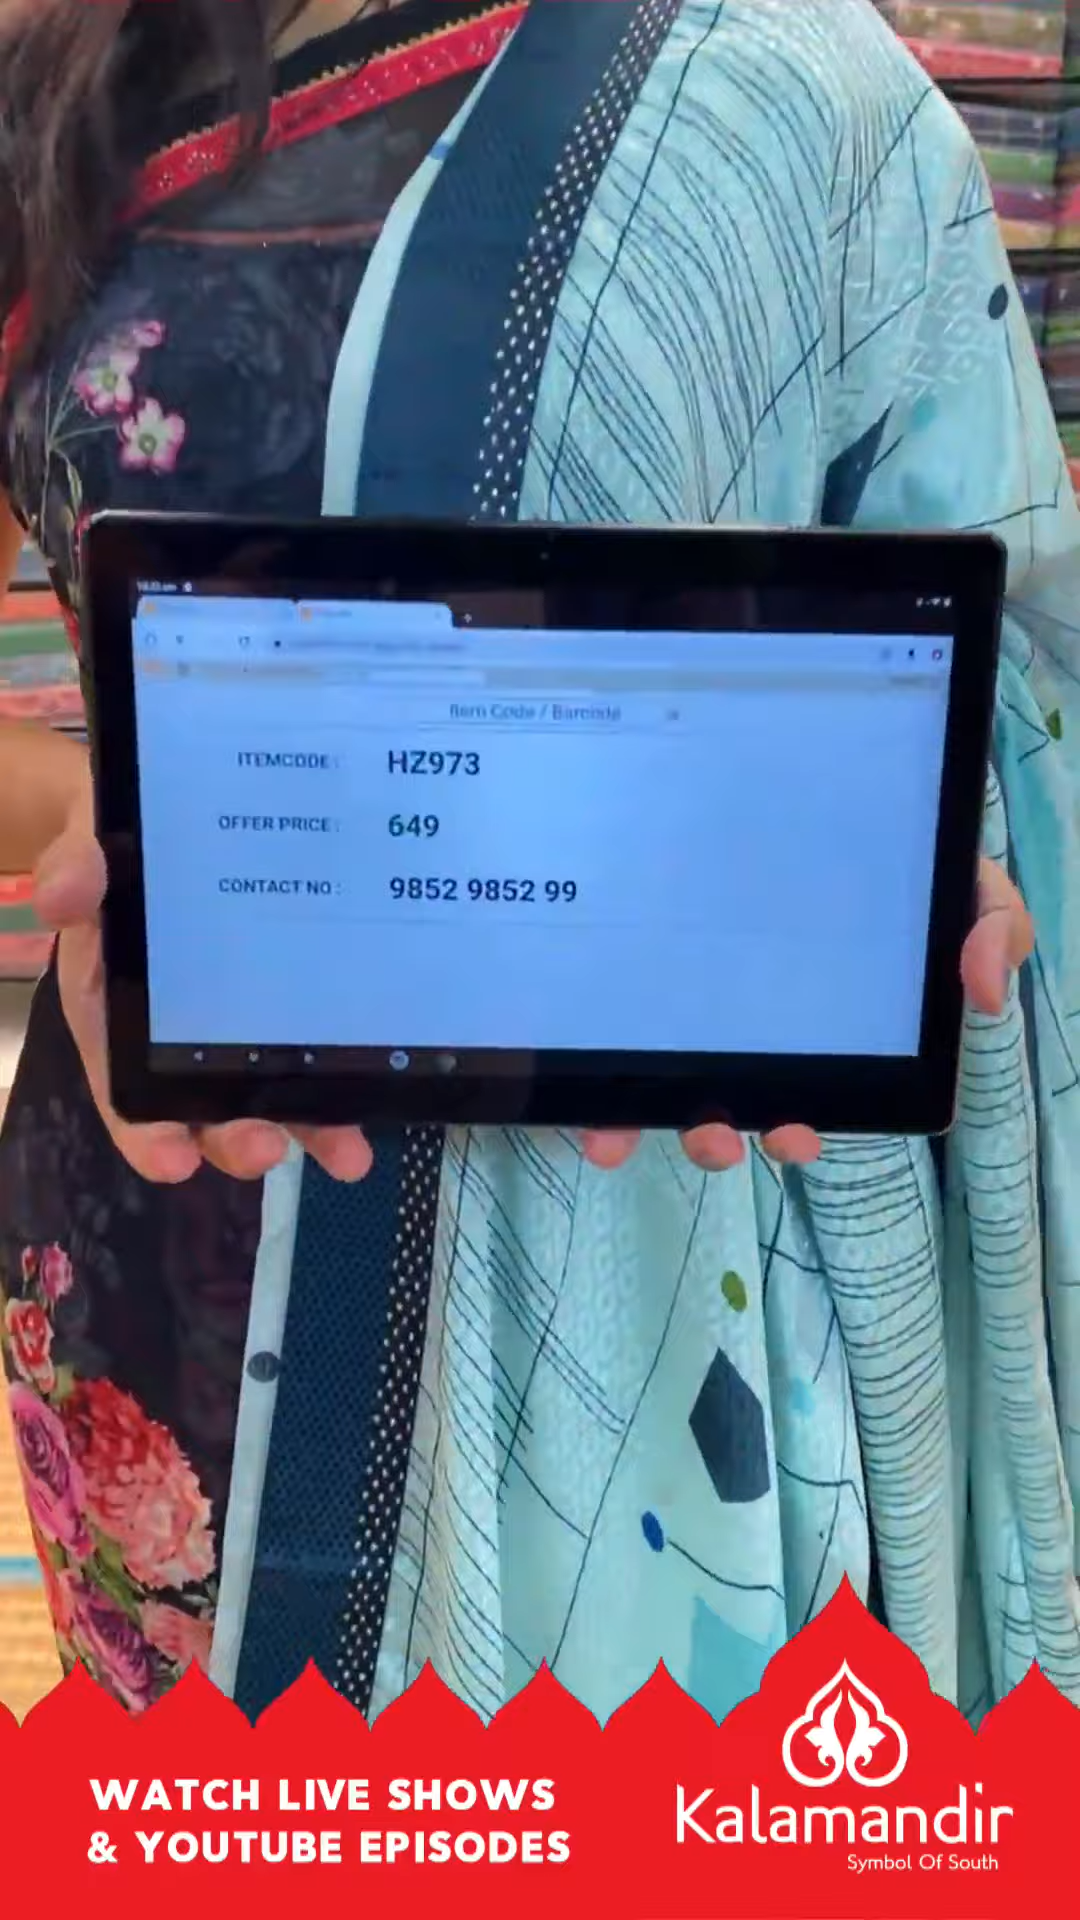 Item Code / Barcode
ITEMCODE : HZ973
OFFER PRICE : 649
CONTACT NO : 9852 9852 99
WATCH LIVE SHOWS
& YOUTUBE EPISODES
Kalamandir
Symbol Of South